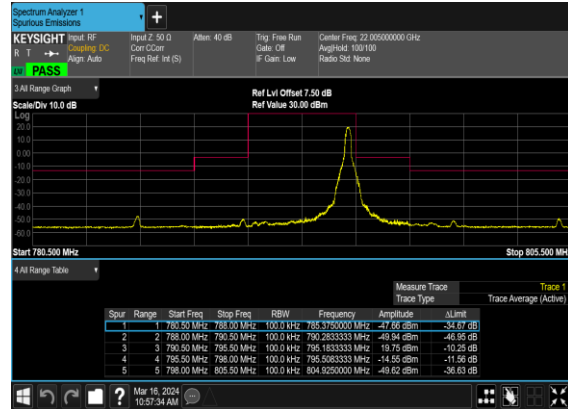 Spectrum Analyzer 1
Spurious Emissions
KEYSIGHT Input: RF Input Z: 50 Ω Atten: 40 dB Trig: Free Run Center Freq: 22.005000000 GHz
R T Coupling: DC Corr CCorr Gate: Off Avg|Hold: 100/100
Align: Auto Freq Ref: Int (S) IF Gain: Low Radio Std: None
PASS
3 All Range Graph
Ref Lvl Offset 7.50 dB
Scale/Div 10.0 dB Ref Value 30.00 dBm
Log
20.0
10.0
0.00
-10.0
-20.0
-30.0
-40.0
-50.0
-60.0
Start 780.500 MHz Stop 805.500 MH
4 All Range Table
Measure Trace Trace 1
Trace Type Trace Average (Active)
Spur Range Start Freq Stop Freq RBW Frequency Amplitude ΔLimit
1 1 780.50 MHz 788.00 MHz 100.0 kHz 785.3750000 MHz -47.66 dBm -34.67 dB
2 2 788.00 MHz 790.50 MHz 100.0 kHz 790.2833333 MHz -49.94 dBm -46.95 dB
3 3 790.50 MHz 795.50 MHz 100.0 kHz 795.1833333 MHz 19.75 dBm -10.25 dB
4 4 795.50 MHz 798.00 MHz 100.0 kHz 795.5083333 MHz -14.55 dBm -11.56 dB
5 5 798.00 MHz 805.50 MHz 100.0 kHz 804.9250000 MHz -49.62 dBm -36.63 dB
? Mar 16, 2024
10:57:34 AM